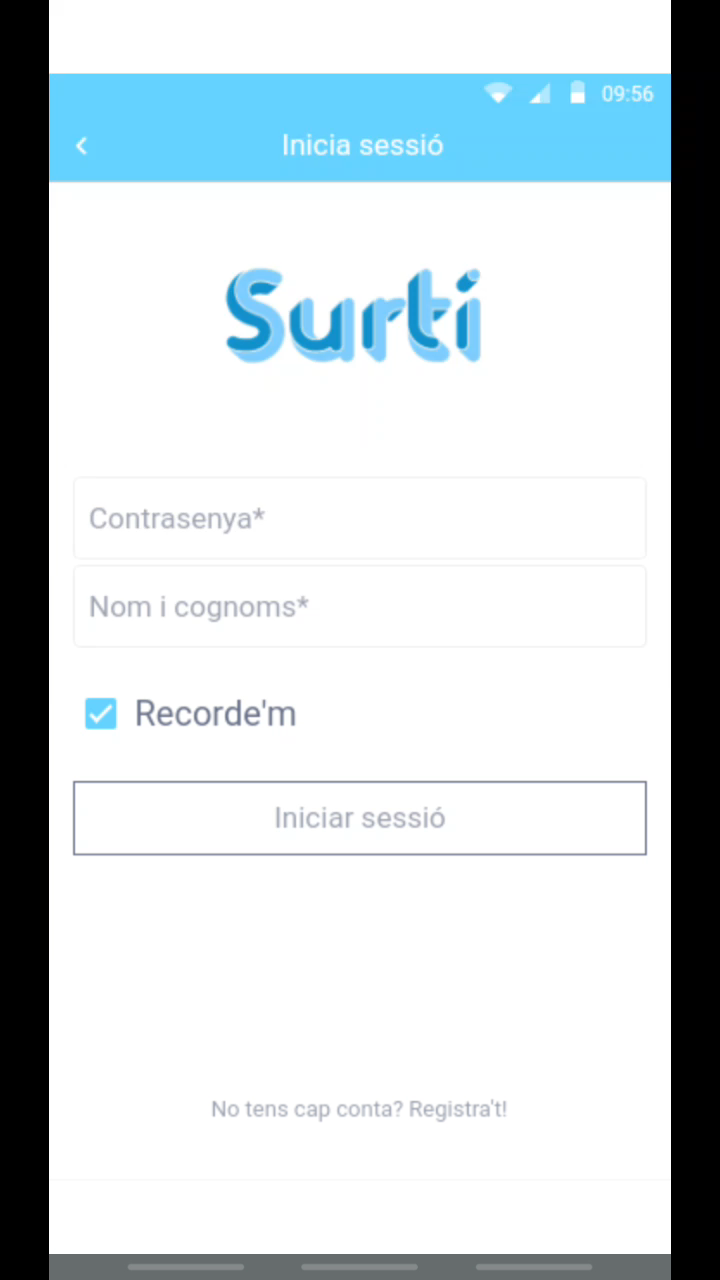 09:56
Inicia sessió
Surti
Contrasenya*
Nom i cognoms*
Recorde'm
Iniciar sessió
No tens cap conta? Registra't!